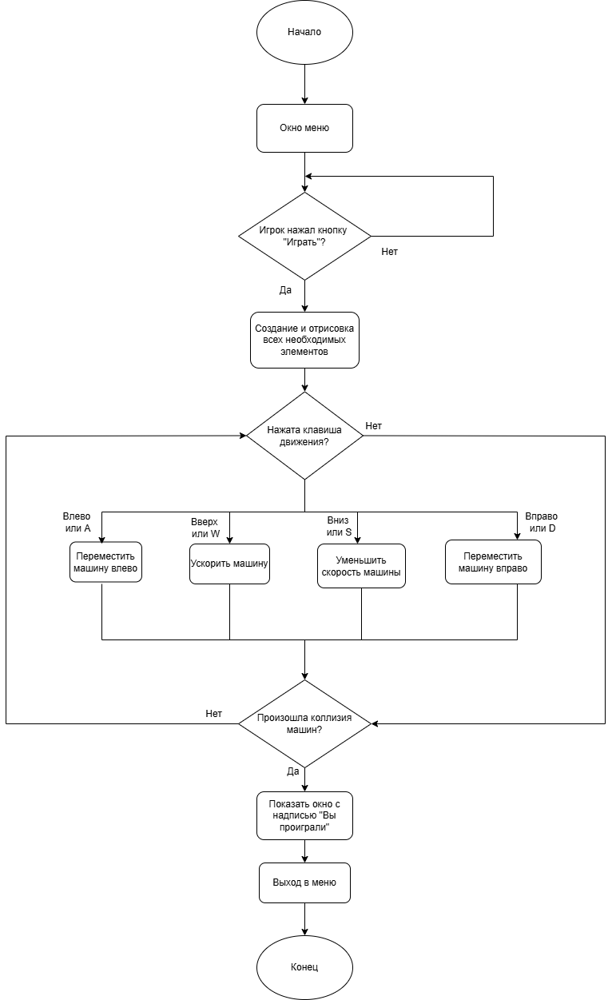 Начало
Окно меню
Игрок нажал кнопку
"Играть"?
Нет
Да
Создание и отрисовка
всех необходимых
элементов
Нажата клавиша
движения?
Нет
Влево
или A
Вверх
или W
Вниз
или S
Вправо
или D
Переместить
машину влево
Ускорить машину
Уменьшить
скорость машины
Переместить
машину вправо
Произошла коллизия
машин?
Нет
Да
Показать окно с
надписью "Вы
проиграли"
Выход в меню
Конец